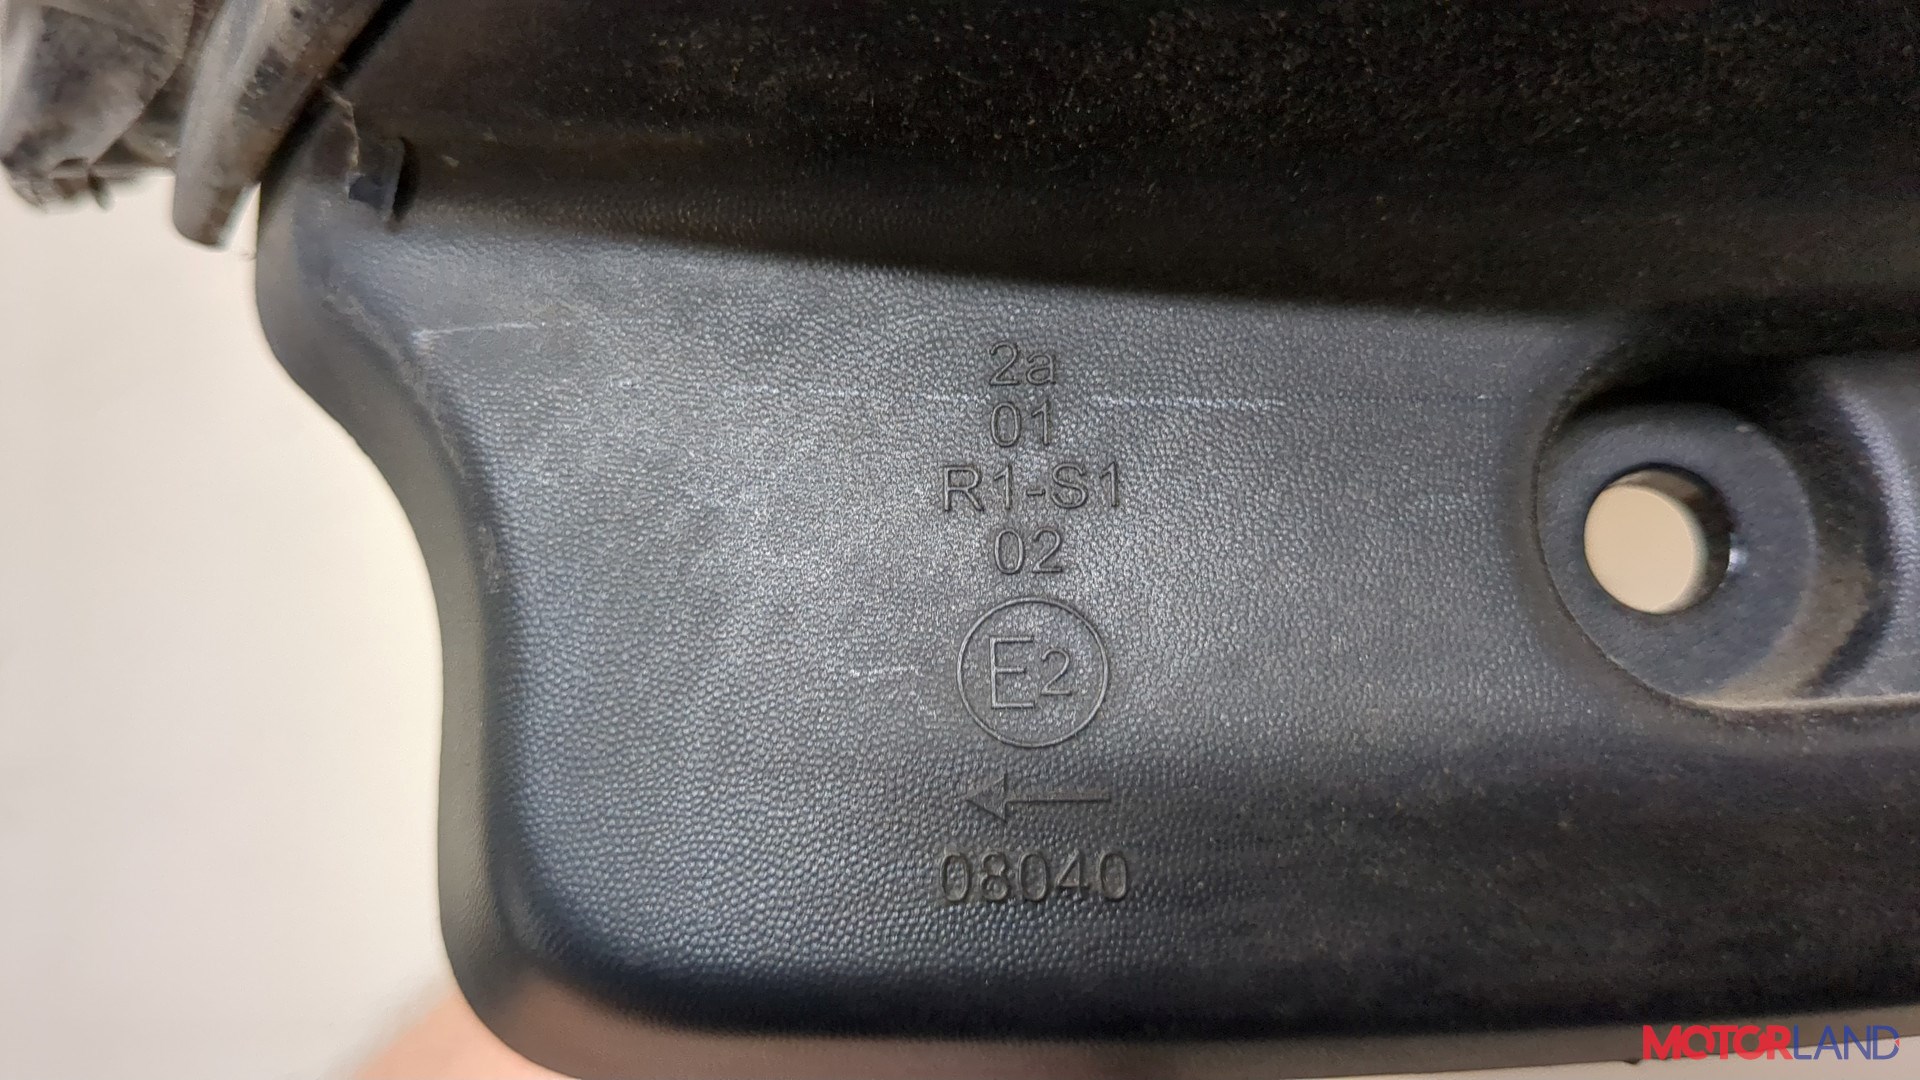 2a
01
R1-S1
02
E2
←
08040
MOTORLAND